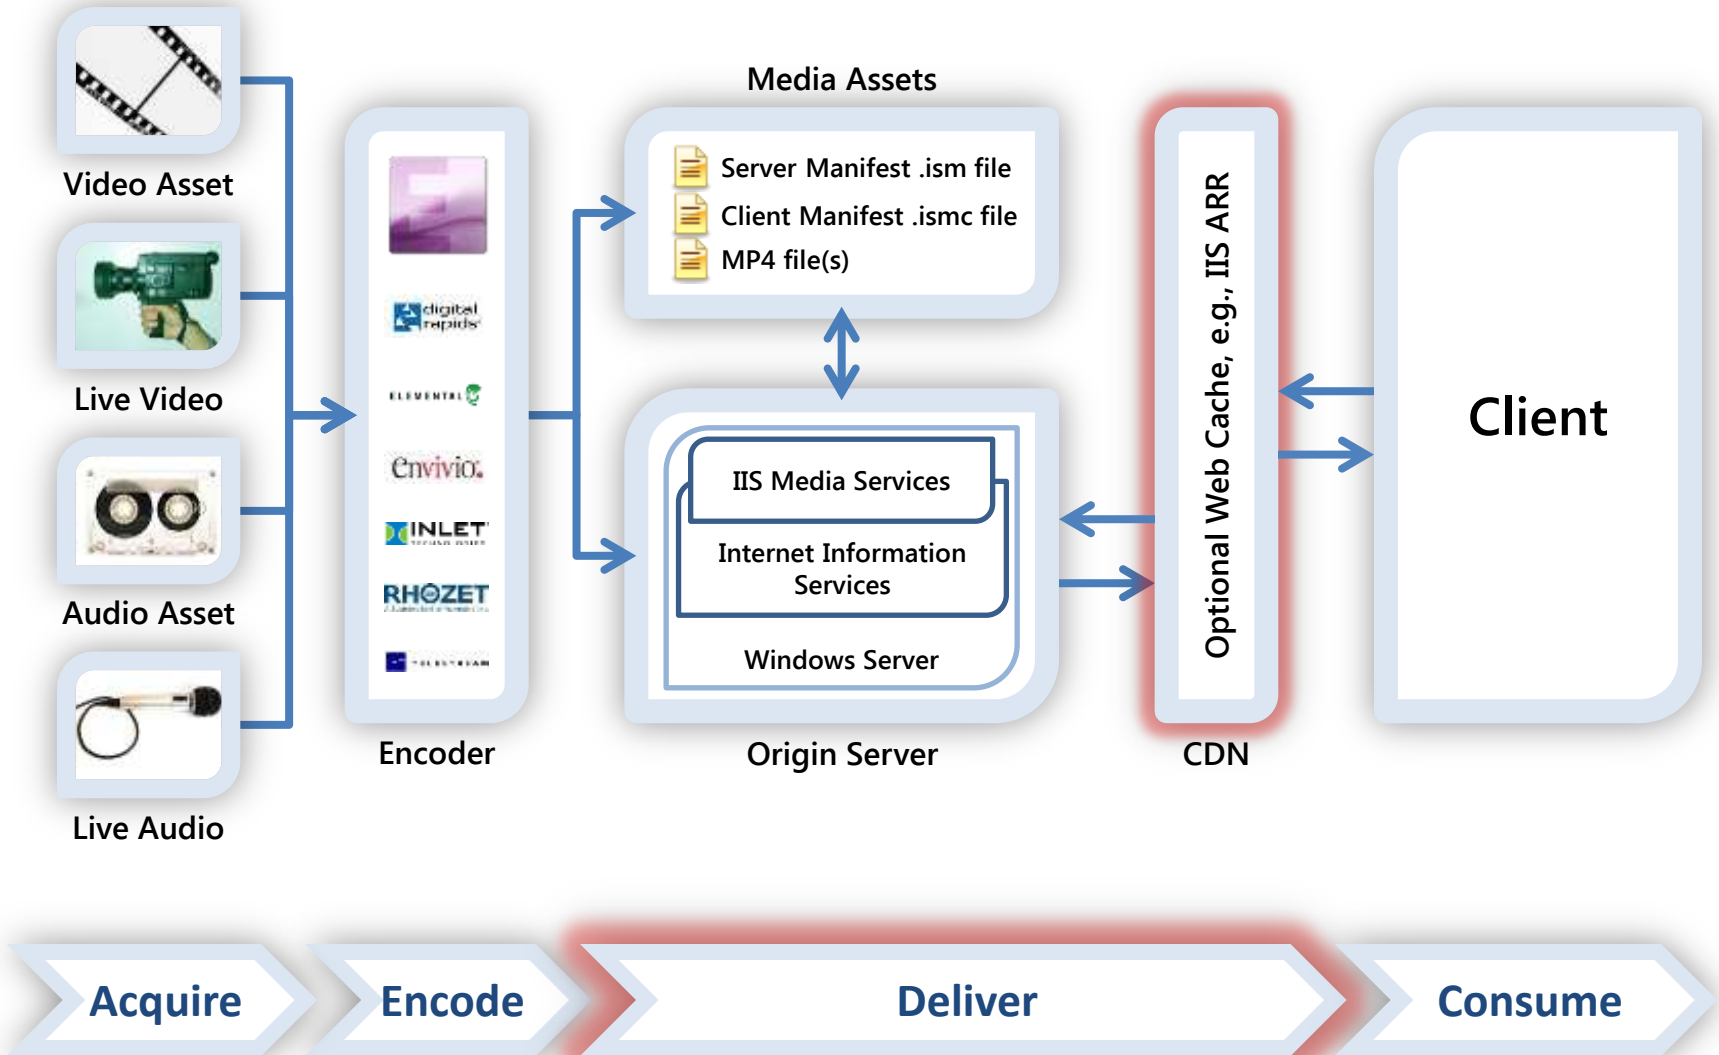 Video Asset
Live Video
Audio Asset
Live Audio
digital
rapids
ELEMENTAL
envivio
INLET
RHOZET
Encoder
Media Assets
Server Manifest .ism file
Client Manifest .ismc file
MP4 file(s)
IIS Media Services
Internet Information
Services
Windows Server
Origin Server
Optional Web Cache, e.g., IIS ARR
CDN
Client
Acquire
Encode
Deliver
Consume